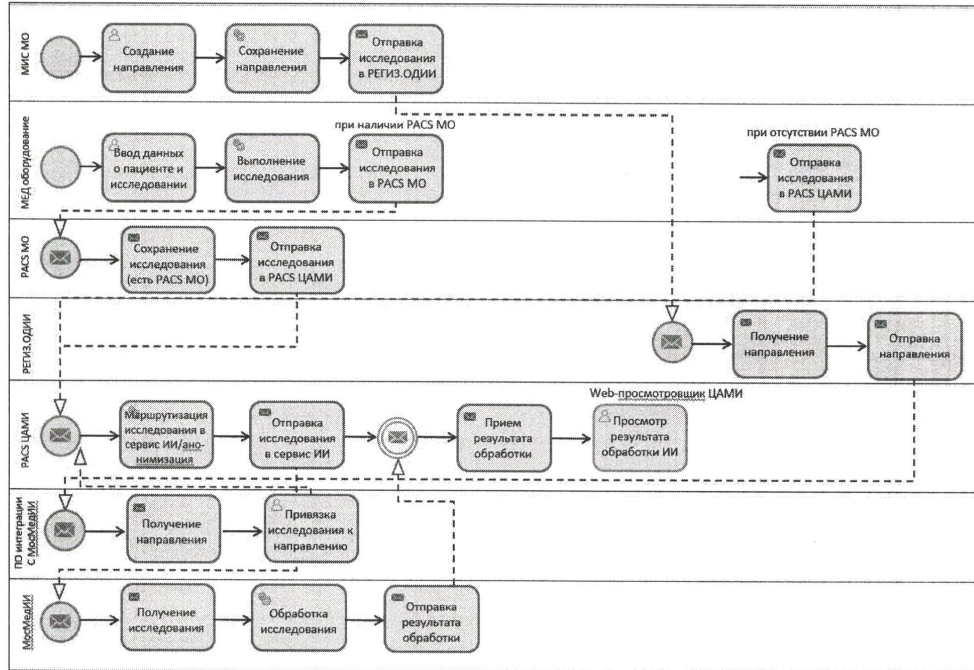 МИС МО
Создание
направления
Сохранение
направления
Отправка
исследования
в РЕГИЗ.ОДИИ
МЕД оборудование
Ввод данных
о пациенте и
исследовании
Выполнение
исследования
при наличии PACS МО
Отправка
исследования
в PACS МО
при отсутствии PACS МО
Отправка
исследования
в PACS ЦАМИ
PACS МО
Сохранение
исследования
(есть PACS МО)
Отправка
исследования
в PACS ЦАМИ
РЕГИЗ.ОДИИ
Получение
направления
Отправка
направления
PACS ЦАМИ
Маршрутизация
исследования в
сервис ИИ/ано-
нимизация
Отправка
исследования
в сервис ИИ
Прием
результата
обработки
Web-просмотровщик ЦАМИ
Просмотр
результата
обработки ИИ
ПО интеграции
С МосМедИИ
Получение
направления
Привязка
исследования к
направлению
МосМедИИ
Получение
исследования
Обработка
исследования
Отправка
результата
обработки